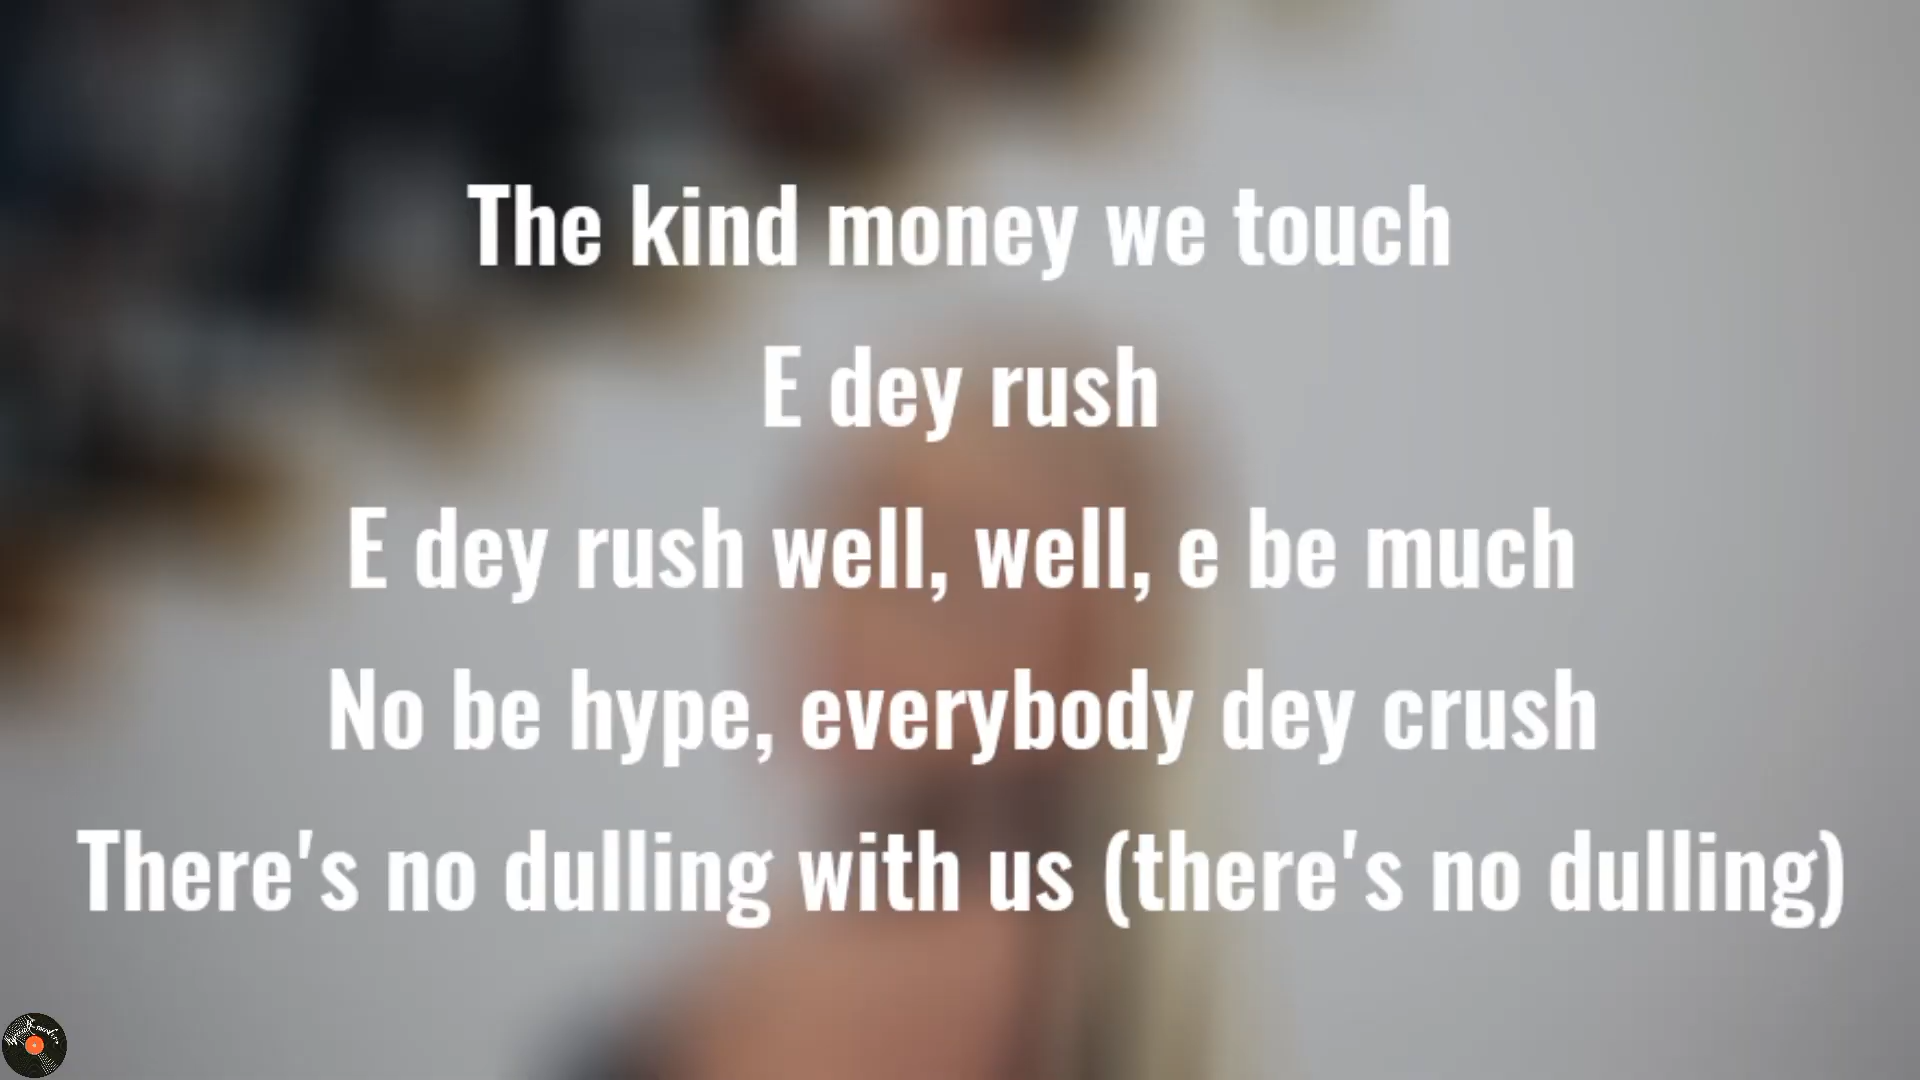 The kind money we touch
E dey rush
E dey rush well, well, e be much
No be hype, everybody dey crush
There's no dulling with us (there's no dulling)